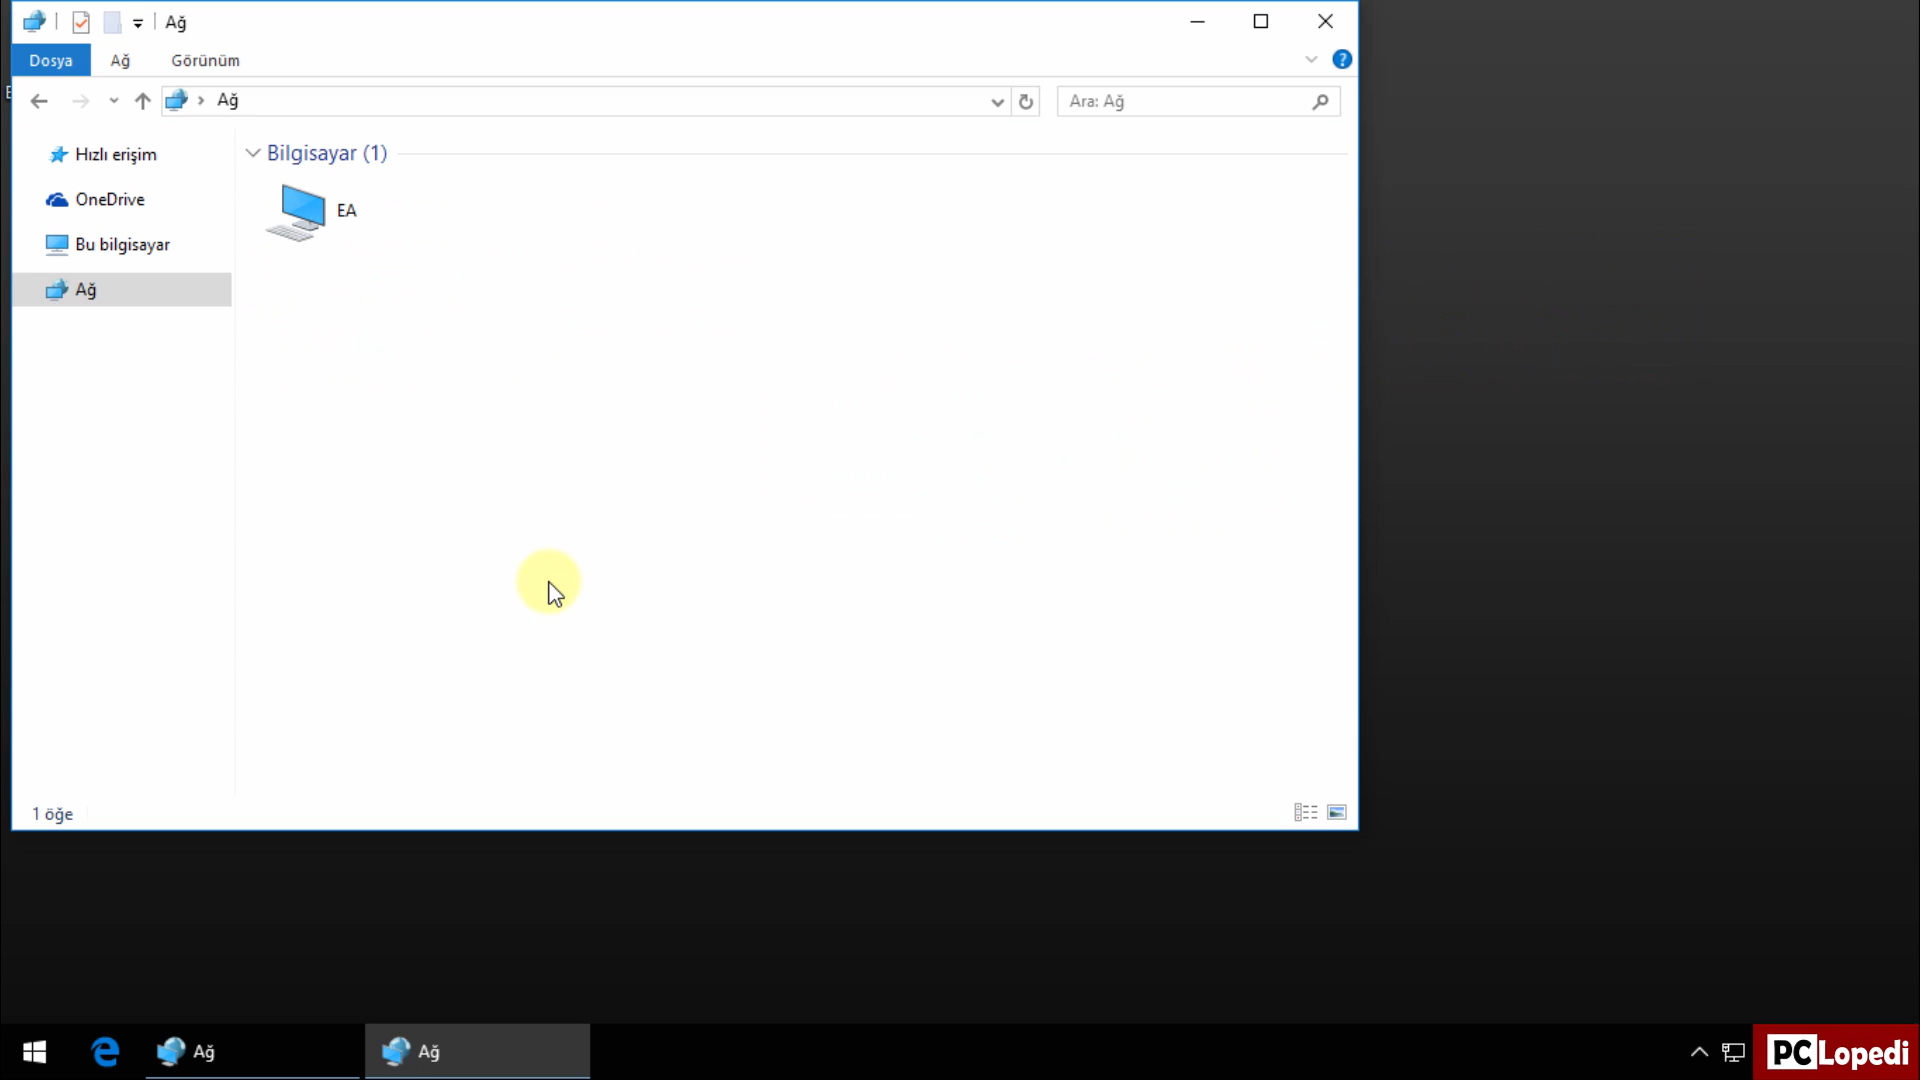 Ağ
Dosya Ağ Görünüm
Ağ
Ara: Ağ
Hızlı erişim
OneDrive
Bu bilgisayar
Ağ
Bilgisayar (1)
EA
1 öğe
Ağ
Ağ
PCLopedi